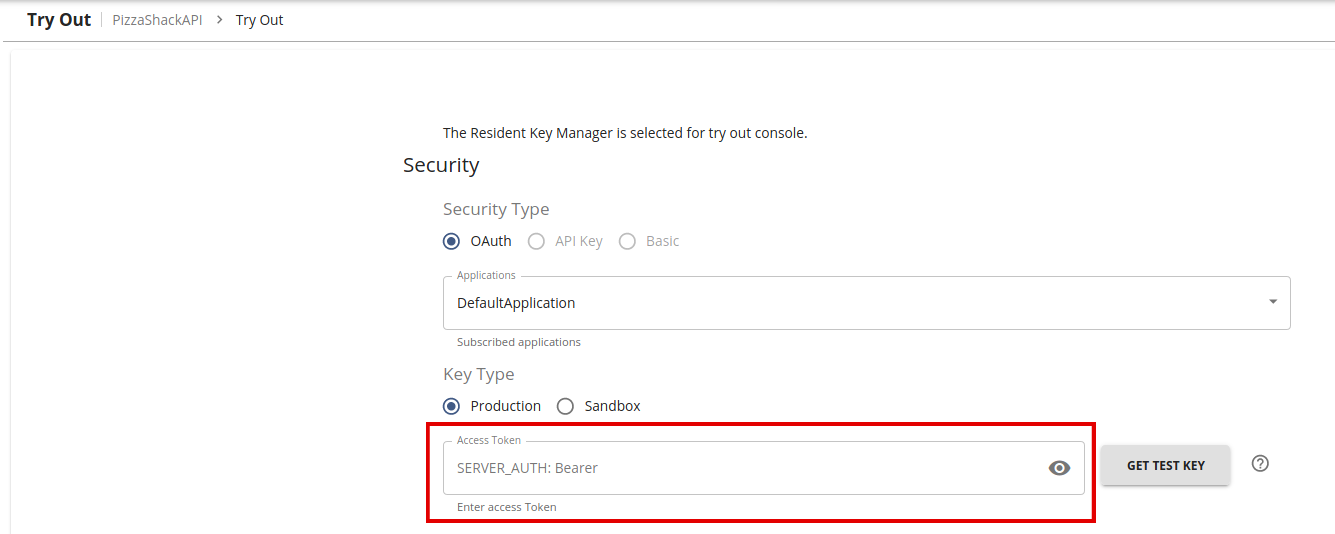 Try Out PizzaShackAPI > Try Out
The Resident Key Manager is selected for try out console.
Security
Security Type
OAuth API Key Basic
Applications
DefaultApplication
Subscribed applications
Key Type
Production Sandbox
Access Token
SERVER_AUTH: Bearer
GET TEST KEY
Enter access Token